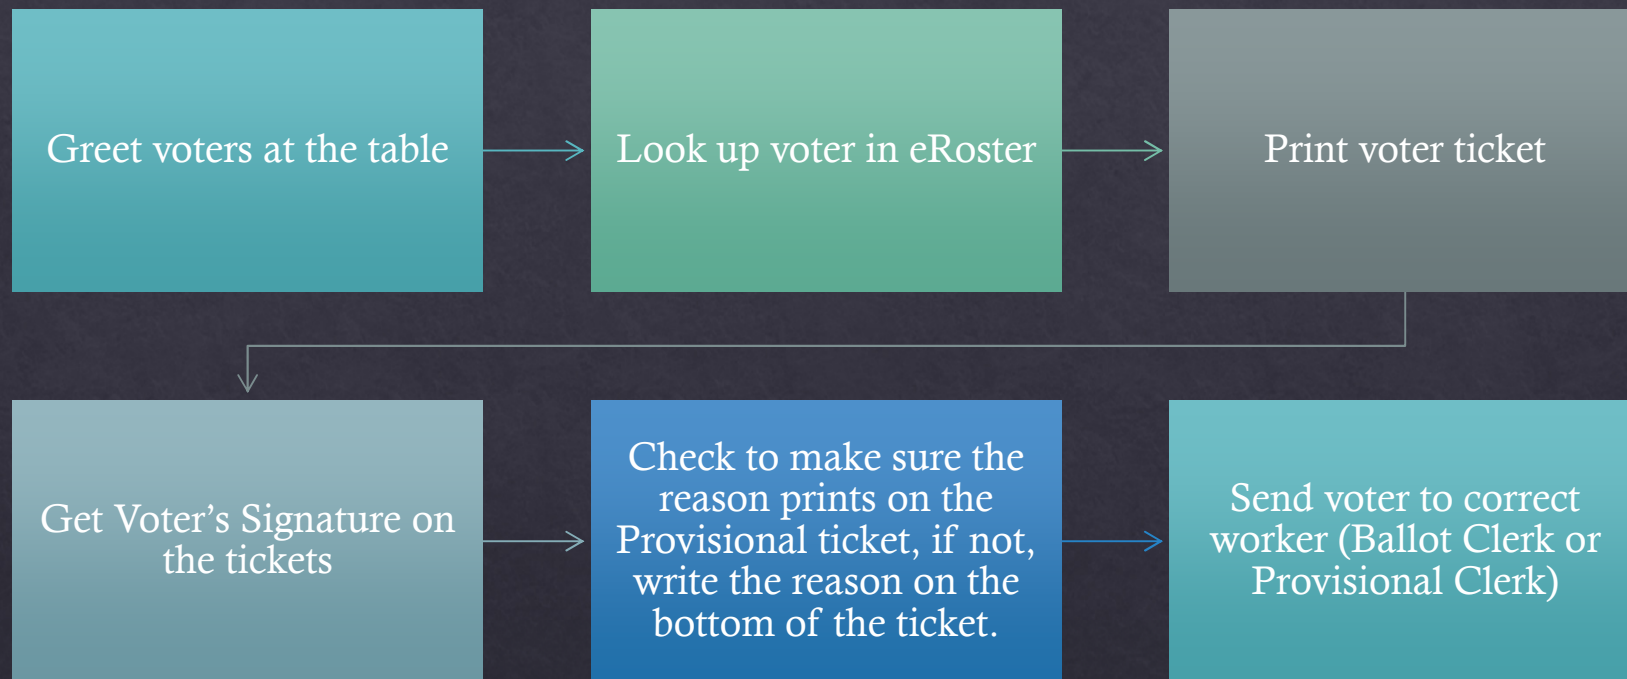 Greet voters at the table
Look up voter in eRoster
Print voter ticket
Get Voter’s Signature on
the tickets
Check to make sure the
reason prints on the
Provisional ticket, if not,
write the reason on the
bottom of the ticket.
Send voter to correct
worker (Ballot Clerk or
Provisional Clerk)